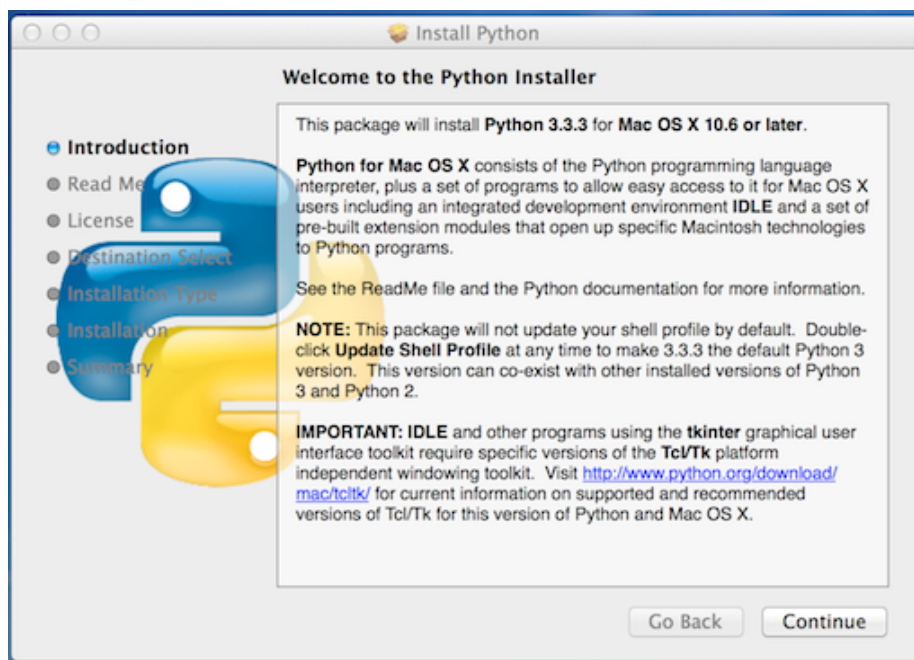 Install Python
Welcome to the Python Installer
Introduction
Read Me
License
Destination Select
Installation Type
Installation
Summary
This package will install Python 3.3.3 for Mac OS X 10.6 or later.
Python for Mac OS X consists of the Python programming language
interpreter, plus a set of programs to allow easy access to it for Mac OS X
users including an integrated development environment IDLE and a set of
pre-built extension modules that open up specific Macintosh technologies
to Python programs.
See the ReadMe file and the Python documentation for more information.
NOTE: This package will not update your shell profile by default. Double-
click Update Shell Profile at any time to make 3.3.3 the default Python 3
version. This version can co-exist with other installed versions of Python
3 and Python 2.
IMPORTANT: IDLE and other programs using the tkinter graphical user
interface toolkit require specific versions of the Tcl/Tk platform
independent windowing toolkit. Visit http://www.python.org/download/
mac/tcltk/ for current information on supported and recommended
versions of Tcl/Tk for this version of Python and Mac OS X.
Go Back
Continue